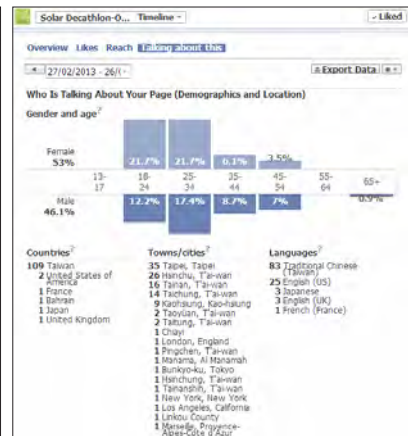 Solar Decathlon-O... Timeline
Liked
Overview Likes Reach Talking about this
27/02/2013 - 26/(
Export Data
Who Is Talking About Your Page (Demographics and Location)
Gender and age?
Female
53%
21.7% 21.7% 6.1% 3.5%
13-17 18-24 25-34 35-44 45-54 55-64 65+
Male
46.1%
12.2% 17.4% 8.7% 7% 0.9%
Countries?
109 Taiwan
2 United States of America
1 France
1 Bahrain
1 Japan
1 United Kingdom
Towns/cities?
35 Taipei, Taipei
26 Hsinchu, T'ai-wan
16 Tainan, T'ai-wan
14 Taichung, T'ai-wan
9 Kaohsiung, Kao-hsiung
2 Taoyüan, T'ai-wan
2 Taitung, T'ai-wan
1 Chiayi
1 London, England
1 Pingchen, T'ai-wan
1 Manama, Al Manamah
1 Bunkyo-ku, Tokyo
1 Hsinchung, T'ai-wan
1 Tainanshih, T'ai-wan
1 New York, New York
1 Los Angeles, California
1 Linkou County
1 Marseille, Provence-Alpes-Côte d'Azur
Languages?
83 Traditional Chinese (Taiwan)
25 English (US)
3 Japanese
3 English (UK)
1 French (France)